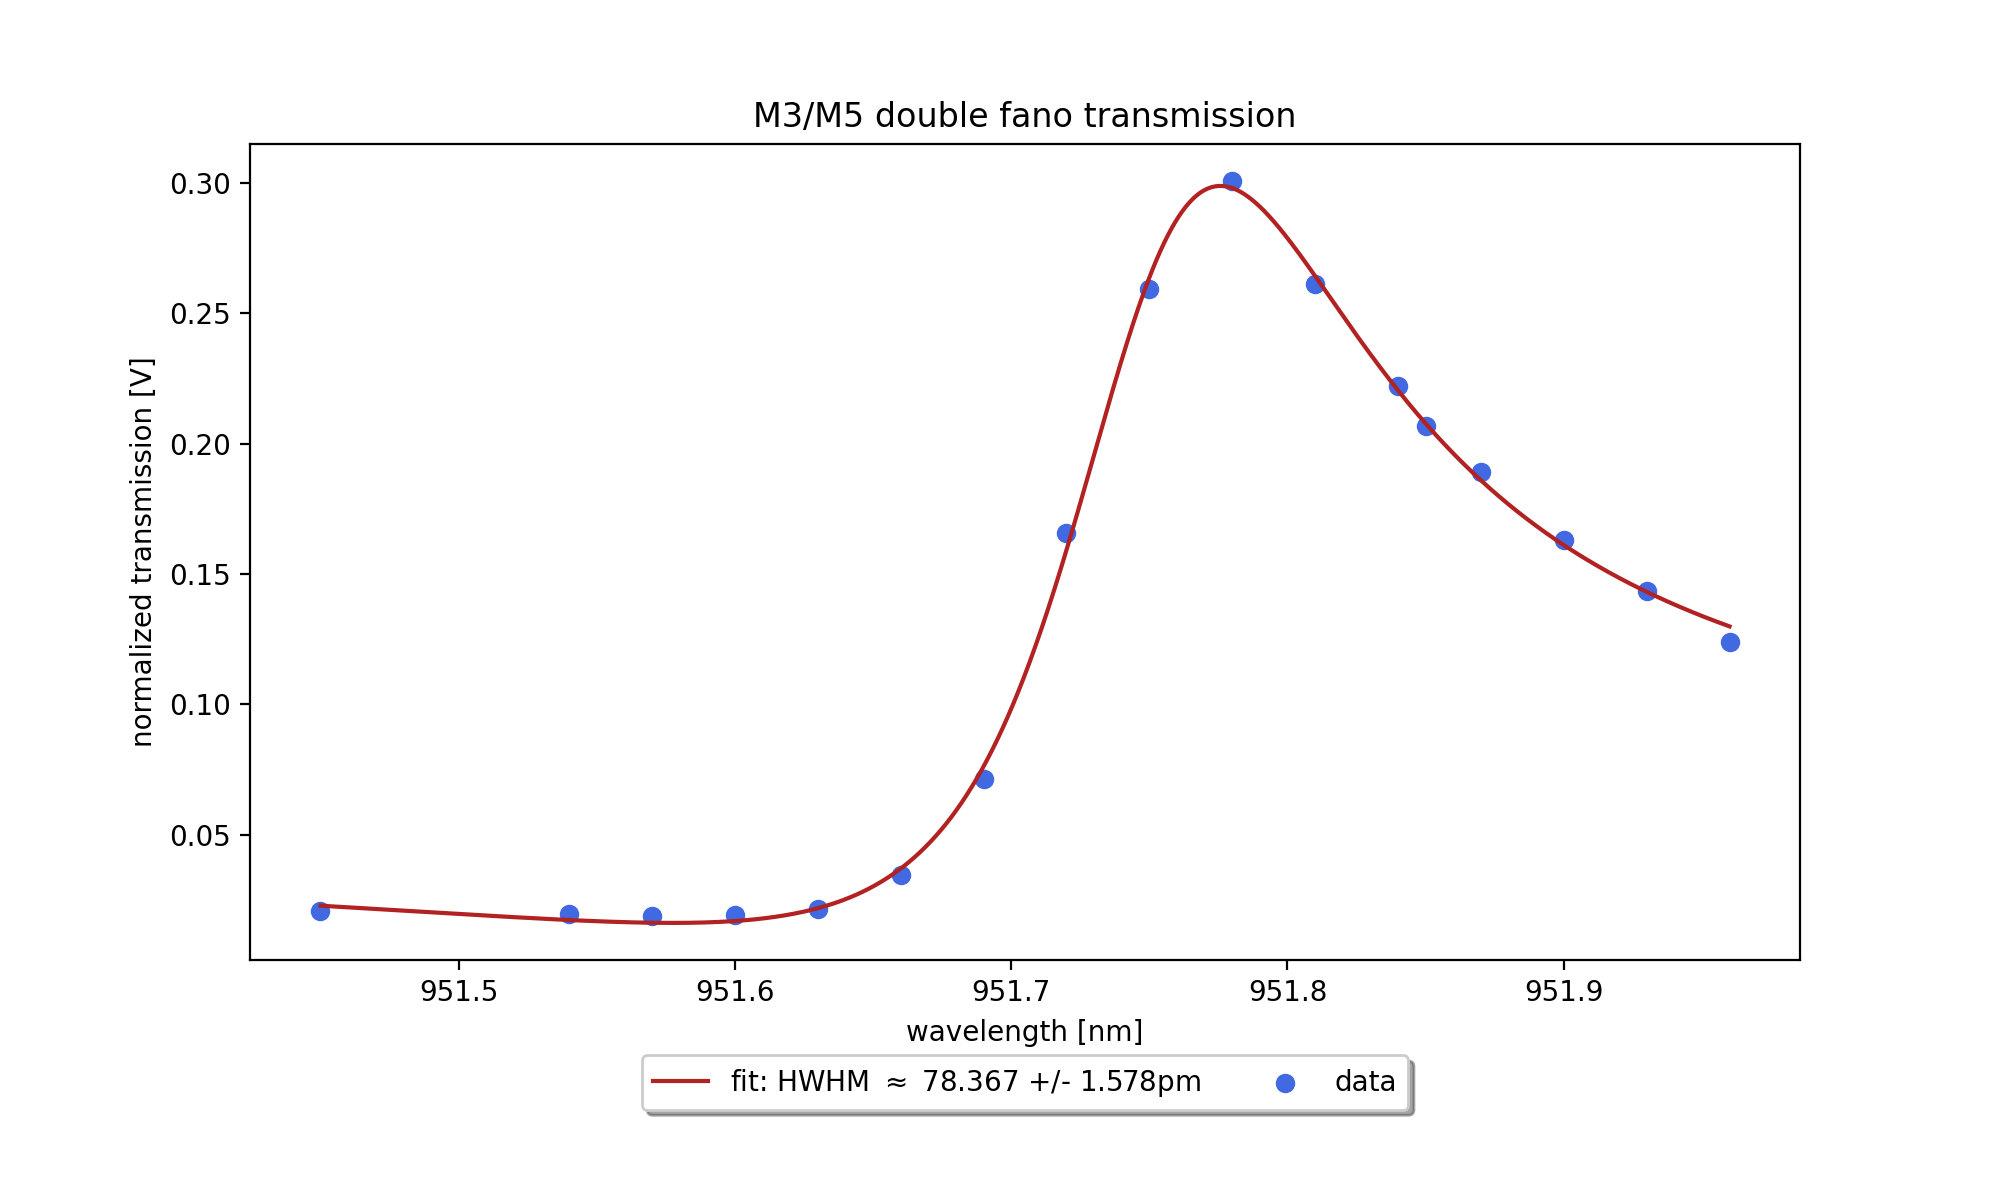 M3/M5 double fano transmission
normalized transmission [V]
0.30
0.25
0.20
0.15
0.10
0.05
951.5 951.6 951.7 951.8 951.9
wavelength [nm]
fit: HWHM ≈ 78.367 +/- 1.578pm data